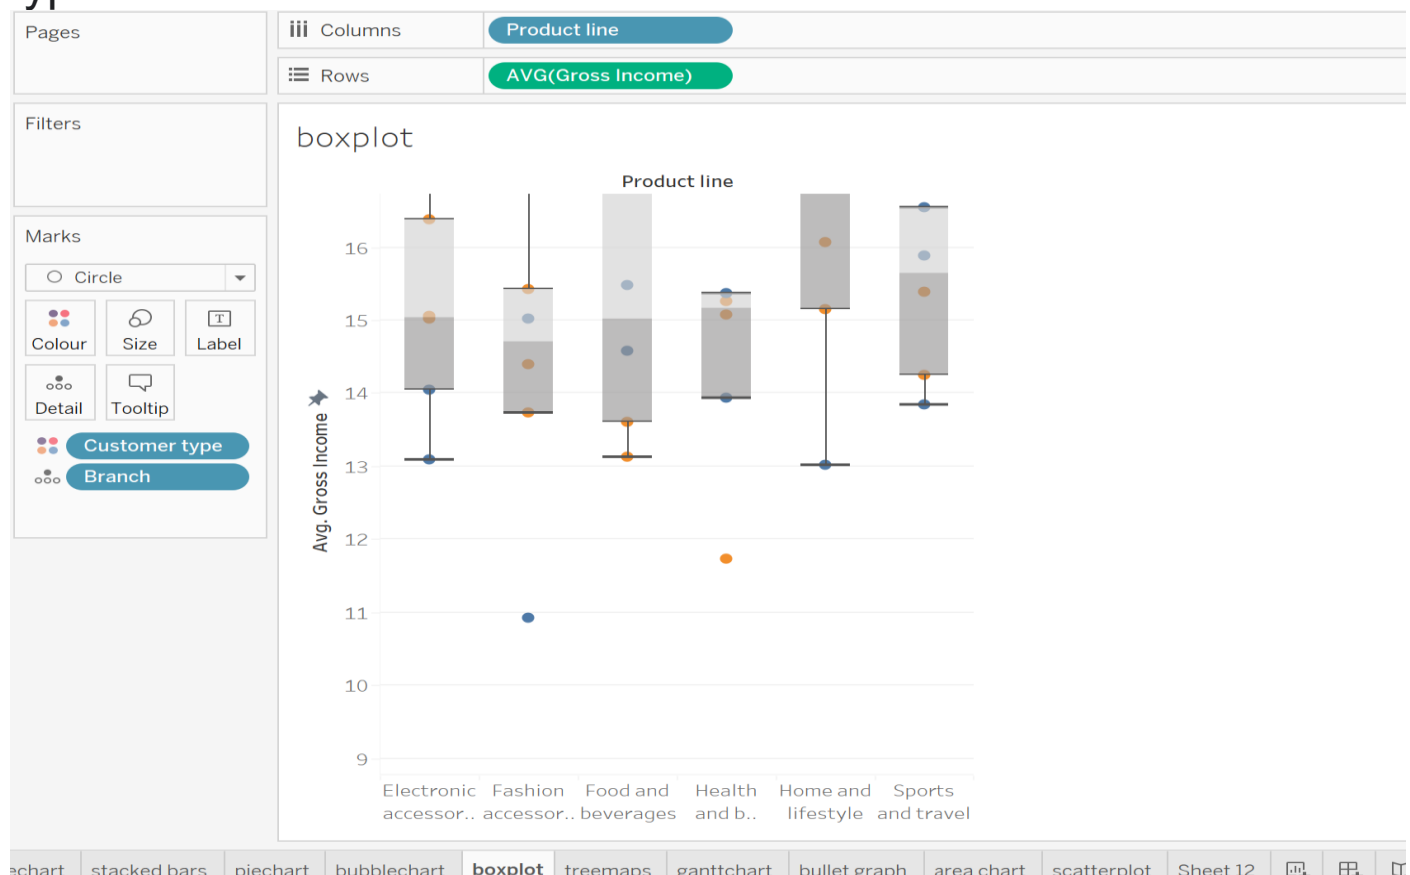 Pages
Columns
Product line
Rows
AVG(Gross Income)
Filters
boxplot
Product line
Marks
Circle
Colour
Size
T
Label
Detail
Tooltip
Customer type
Branch
Avg. Gross Income
16
15
14
13
12
11
10
9
Electronic accessor..
Fashion accessor..
Food and beverages
Health and b..
Home and lifestyle
Sports and travel
echart
stacked bars
piechart
bubblechart
boxplot
treemaps
ganttchart
bullet graph
area chart
scatterplot
Sheet 12